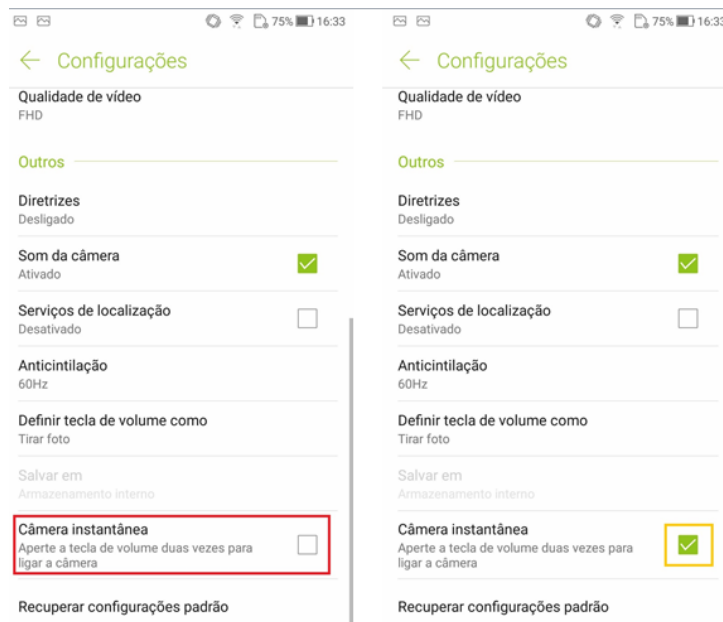 75% 16:33
Configurações
Qualidade de vídeo
FHD
Outros
Diretrizes
Desligado
Som da câmera
Ativado
Serviços de localização
Desativado
Anticintilação
60Hz
Definir tecla de volume como
Tirar foto
Salvar em
Armazenamento interno
Câmera instantânea
Aperte a tecla de volume duas vezes para
ligar a câmera
Recuperar configurações padrão
75% 16:33
Configurações
Qualidade de vídeo
FHD
Outros
Diretrizes
Desligado
Som da câmera
Ativado
Serviços de localização
Desativado
Anticintilação
60Hz
Definir tecla de volume como
Tirar foto
Salvar em
Armazenamento interno
Câmera instantânea
Aperte a tecla de volume duas vezes para
ligar a câmera
Recuperar configurações padrão